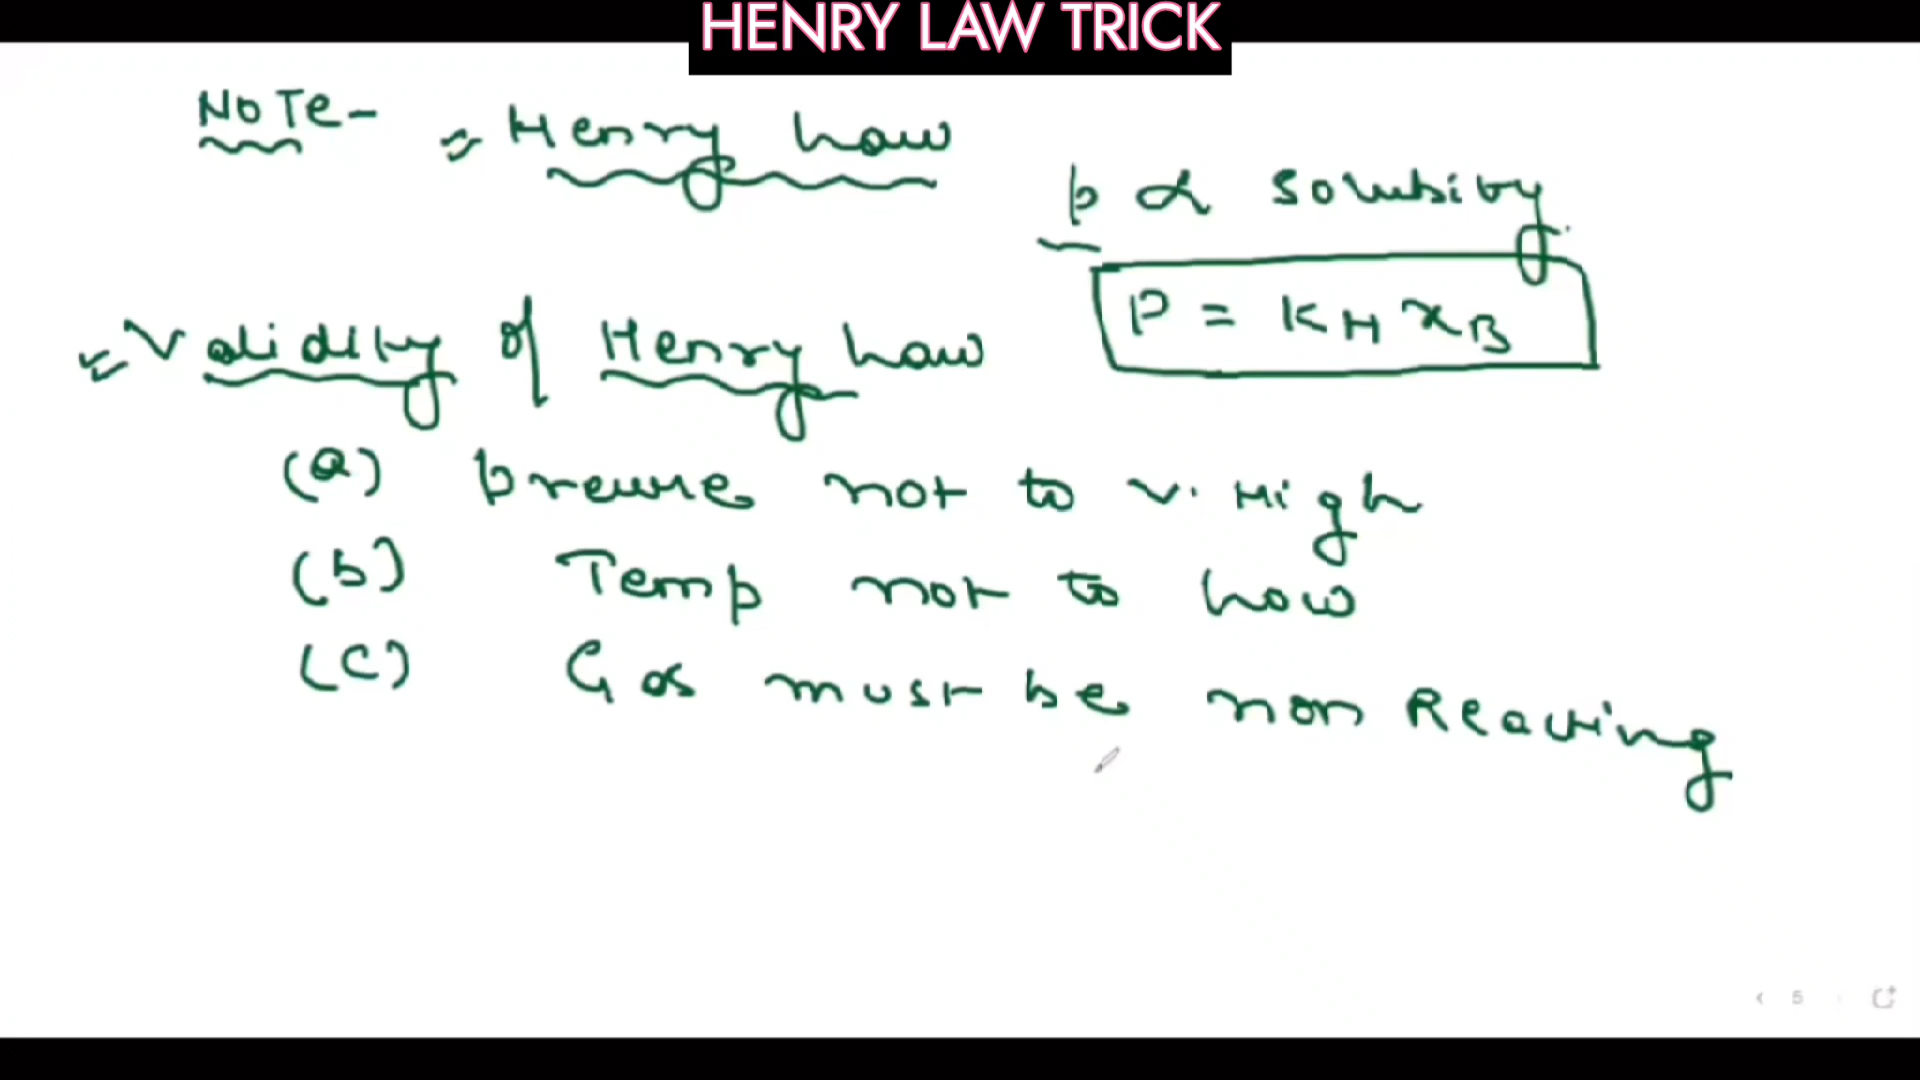 HENRY LAW TRICK
NOTE - = Henry Law
p ∝ Solubility
P = KH xB
= Validity of Henry Law
(a) pressure not to v. High
(b) Temp not to Low
(c) Gas must be non Reacting
5